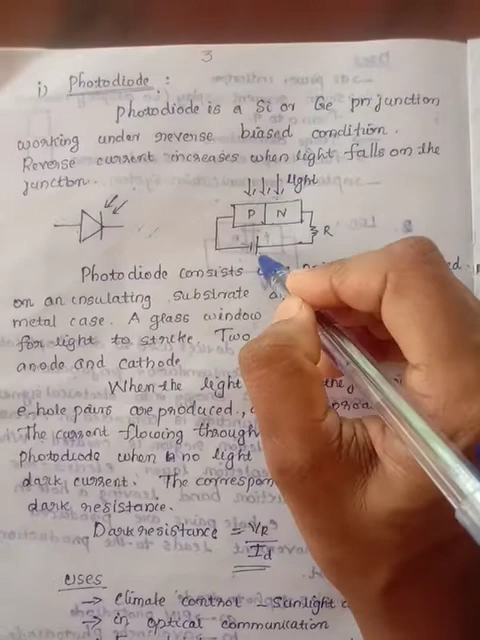 3
i) Photodiode :
Photodiode is a Si or Ge pn junction
working under reverse biased condition.
Reverse current increases when light falls on the
junction.
light
P N
R
Photodiode consists
on an insulating substrate
metal case. A glass window
for light to strike. Two
anode and cathode
When the light the
e-hole pairs are produced.,
The current flowing through
photodiode when no light
dark current. The
dark resistance.
Dark resistance = VR
Id
uses
→ climate control - sunlight
→ in optical communication